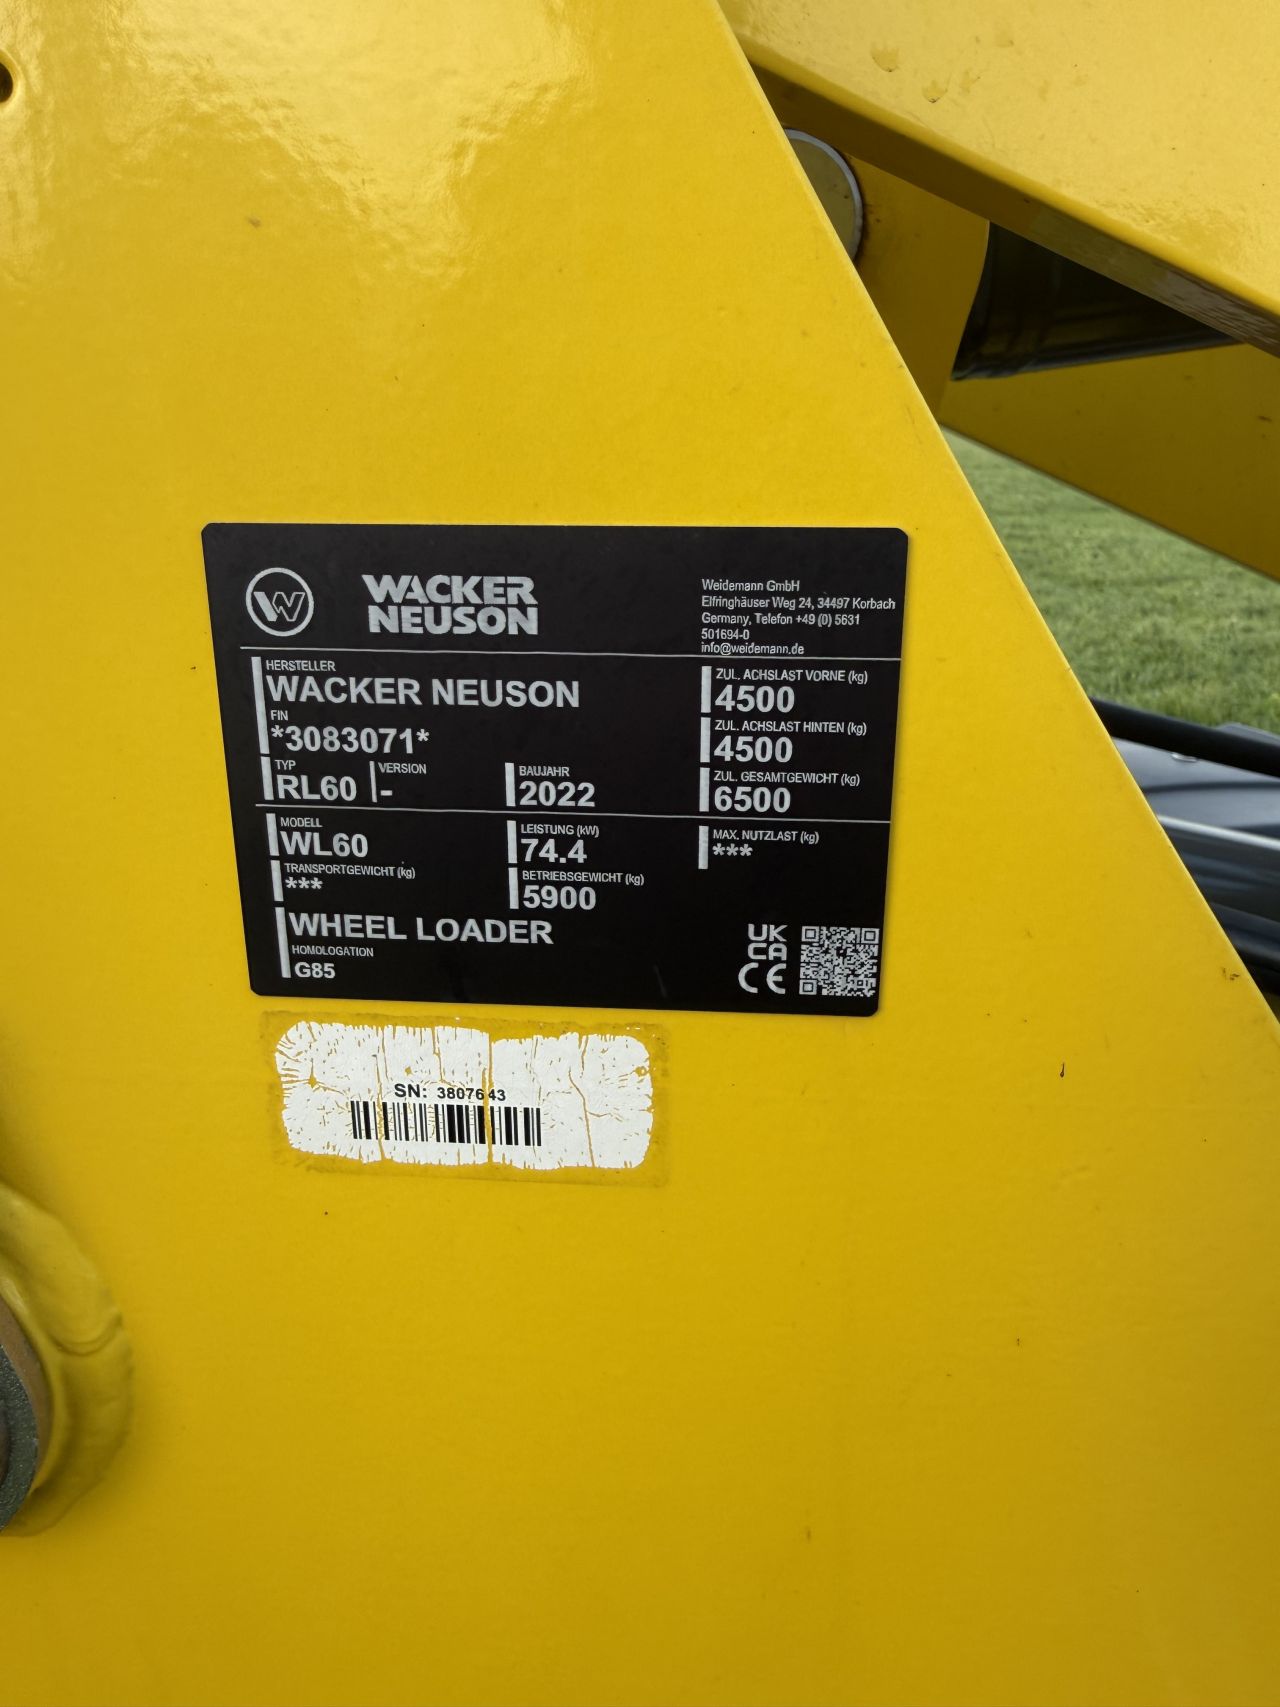 W
WACKER
NEUSON
Weidemann GmbH
Elfringhäuser Weg 24, 34497 Korbach
Germany, Telefon +49 (0) 5631
501694-0
info@weidemann.de
HERSTELLER
WACKER NEUSON
FIN
*3083071*
TYP
RL60
VERSION
-
BAUJAHR
2022
ZUL. ACHSLAST VORNE (kg)
4500
ZUL. ACHSLAST HINTEN (kg)
4500
ZUL. GESAMTGEWICHT (kg)
6500
MODELL
WL60
LEISTUNG (kW)
74.4
MAX. NUTZLAST (kg)
***
TRANSPORTGEWICHT (kg)
***
BETRIEBSGEWICHT (kg)
5900
WHEEL LOADER
HOMOLOGATION
G85
UK
CA
CE
SN: 3807643